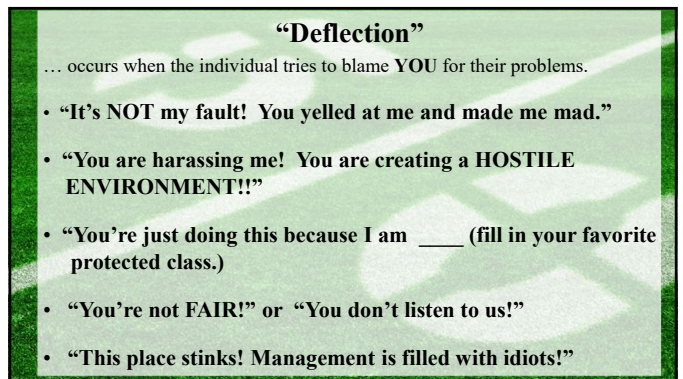 “Deflection”
… occurs when the individual tries to blame YOU for their problems.
• “It’s NOT my fault!  You yelled at me and made me mad.”
• “You are harassing me!  You are creating a HOSTILE
ENVIRONMENT!!”
• “You’re just doing this because I am ____ (fill in your favorite
protected class.)
• “You’re not FAIR!” or “You don’t listen to us!”
• “This place stinks! Management is filled with idiots!”